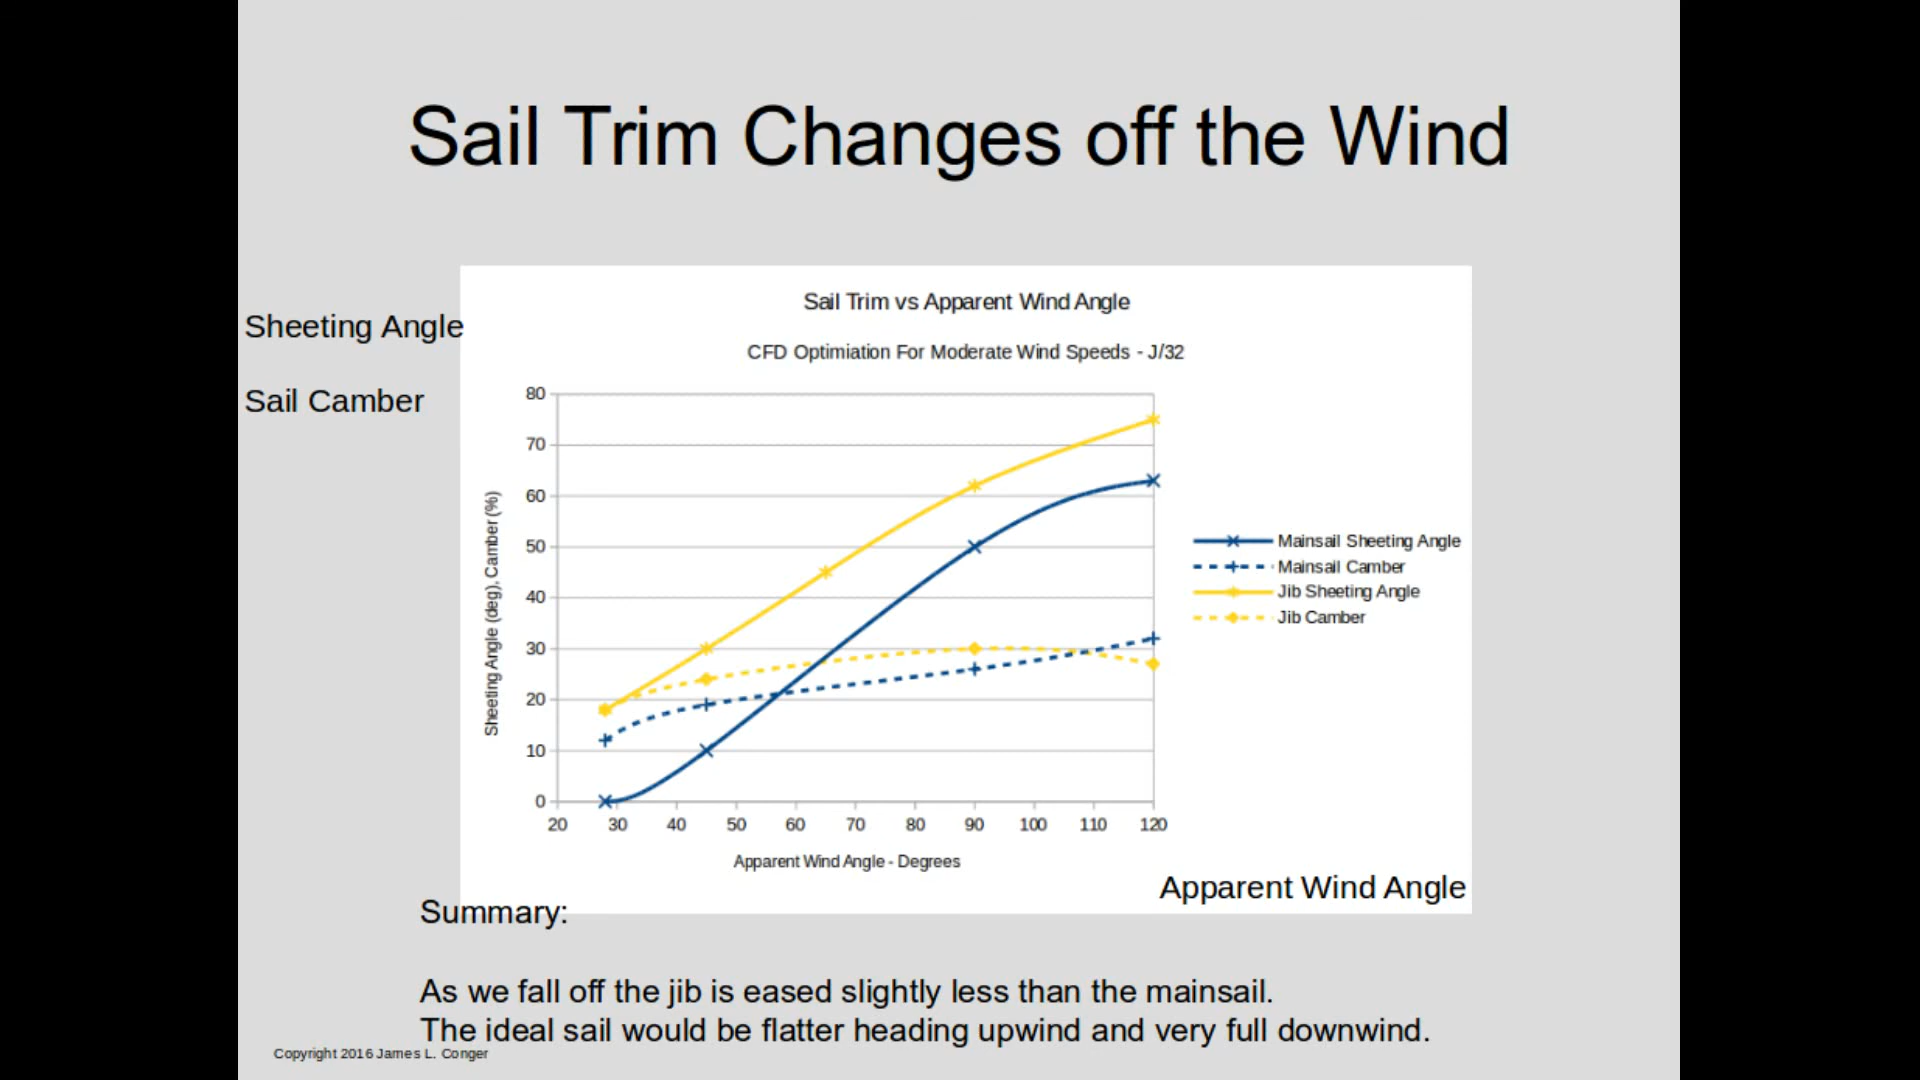 Sail Trim Changes off the Wind
Sheeting Angle
Sail Camber
Sail Trim vs Apparent Wind Angle
CFD Optimiation For Moderate Wind Speeds - J/32
Sheeting Angle (deg), Camber (%)
80
70
60
50
40
30
20
10
0
20 30 40 50 60 70 80 90 100 110 120
Apparent Wind Angle - Degrees
Mainsail Sheeting Angle
Mainsail Camber
Jib Sheeting Angle
Jib Camber
Apparent Wind Angle
Summary:
As we fall off the jib is eased slightly less than the mainsail.
The ideal sail would be flatter heading upwind and very full downwind.
Copyright 2016 James L. Conger